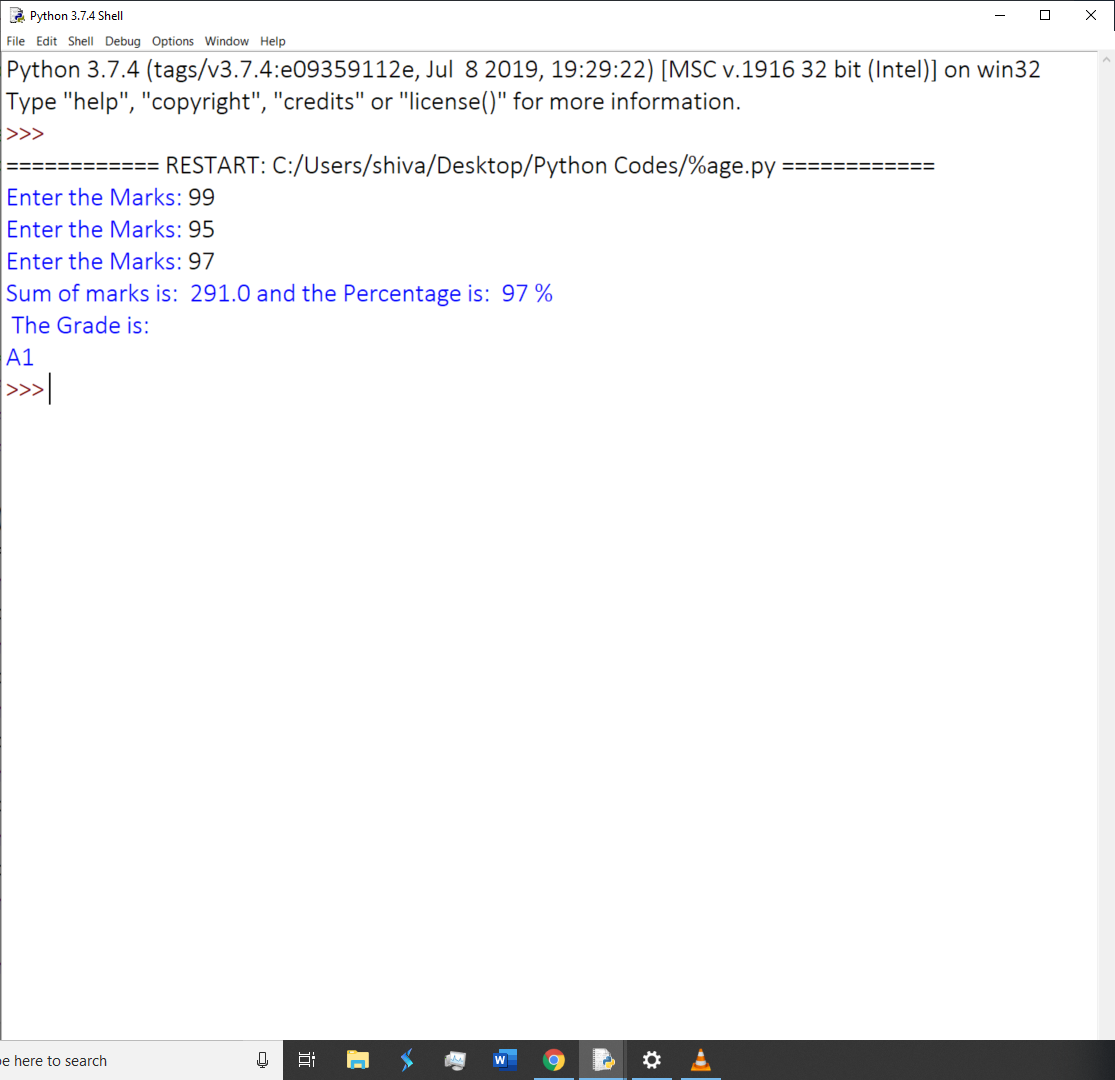 Python 3.7.4 Shell
File Edit Shell Debug Options Window Help
Python 3.7.4 (tags/v3.7.4:e09359112e, Jul  8 2019, 19:29:22) [MSC v.1916 32 bit (Intel)] on win32
Type "help", "copyright", "credits" or "license()" for more information.
>>>
============ RESTART: C:/Users/shiva/Desktop/Python Codes/%age.py ============
Enter the Marks: 99
Enter the Marks: 95
Enter the Marks: 97
Sum of marks is:  291.0 and the Percentage is:  97 %
 The Grade is:
A1
>>>
e here to search